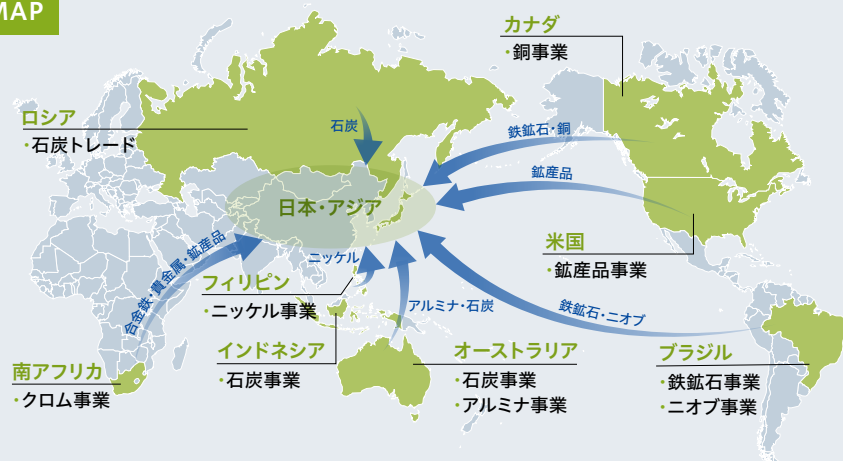 MAP
カナダ
・銅事業
ロシア
・石炭トレード
石炭
鉄鉱石・銅
鉱産品
日本・アジア
米国
・鉱産品事業
合金鉄・貴金属・鉱産品
ニッケル
フィリピン
・ニッケル事業
アルミナ・石炭
鉄鉱石・ニオブ
インドネシア
・石炭事業
オーストラリア
・石炭事業
・アルミナ事業
ブラジル
・鉄鉱石事業
・ニオブ事業
南アフリカ
・クロム事業